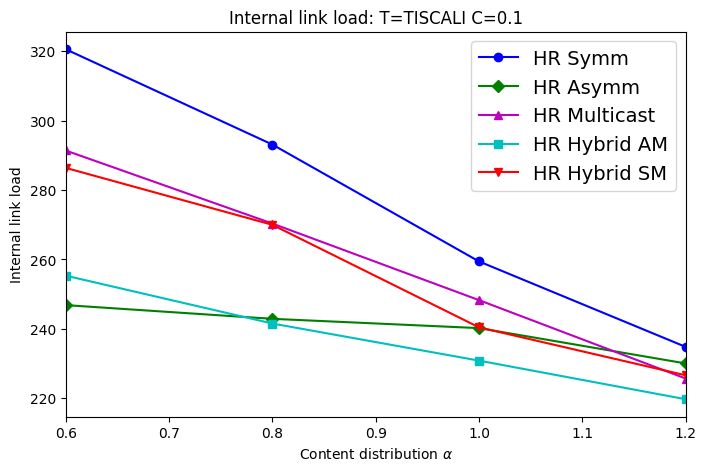 Internal link load: T=TISCALI C=0.1
HR Symm
HR Asymm
HR Multicast
HR Hybrid AM
HR Hybrid SM
Internal link load
320
300
280
260
240
220
0.6
0.7
0.8
0.9
1.0
1.1
1.2
Content distribution α